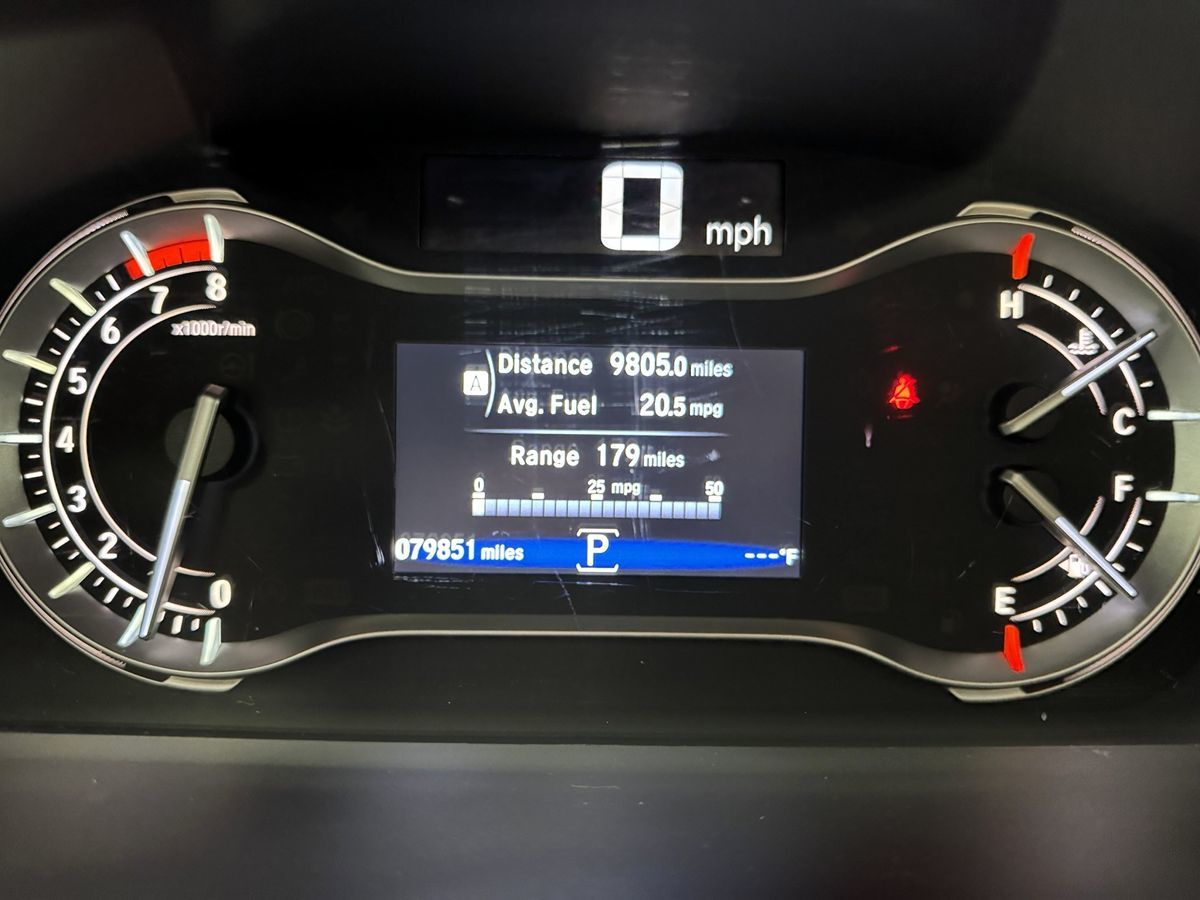 0 mph
8
7
6
x1000r/min
5
4
3
2
0
A
Distance 9805.0 miles
Avg. Fuel 20.5 mpg
Range 179 miles
0 25 mpg 50
079851 miles P ---°F
H
C
F
E